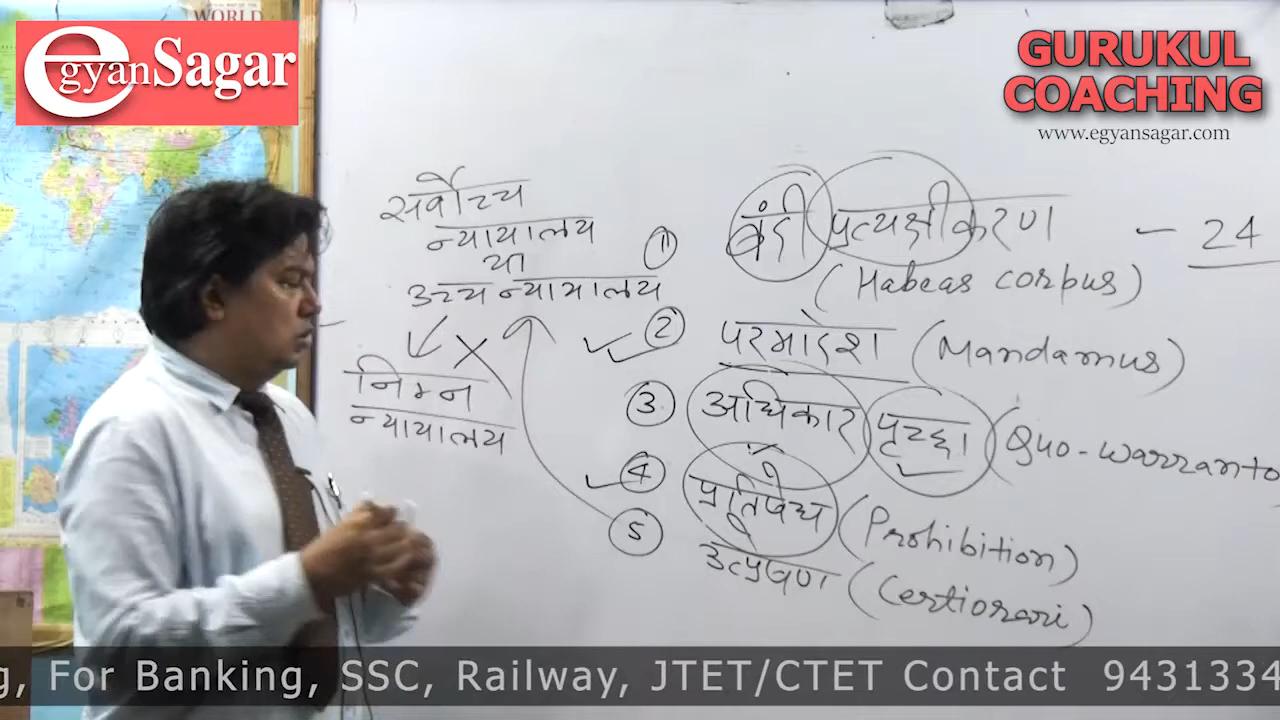 WORLD
egyanSagar
GURUKUL
COACHING
www.egyansagar.com
सर्वोच्च
न्यायालय
या
उच्च न्यायालय
निम्न
न्यायालय
① बंदी प्रत्यक्षीकरण - 24
(Habeas corpus)
② परमादेश (Mandamus)
③ अधिकार पृच्छा (Quo-warranto
④ प्रतिषेध (Prohibition)
⑤ उत्प्रेषण (Certiorari)
g, For Banking, SSC, Railway, JTET/CTET Contact 9431334